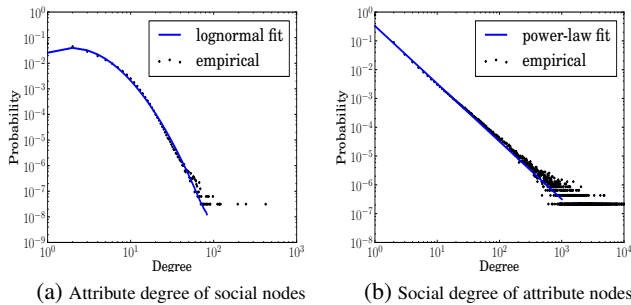 10^0
10^-1
10^-2
10^-3
10^-4
10^-5
10^-6
10^-7
10^-8
10^-9
Probability
lognormal fit
empirical
10^0 10^1 10^2 10^3
Degree
(a) Attribute degree of social nodes
10^0
10^-1
10^-2
10^-3
10^-4
10^-5
10^-6
10^-7
10^-8
Probability
power-law fit
empirical
10^0 10^1 10^2 10^3 10^4
Degree
(b) Social degree of attribute nodes